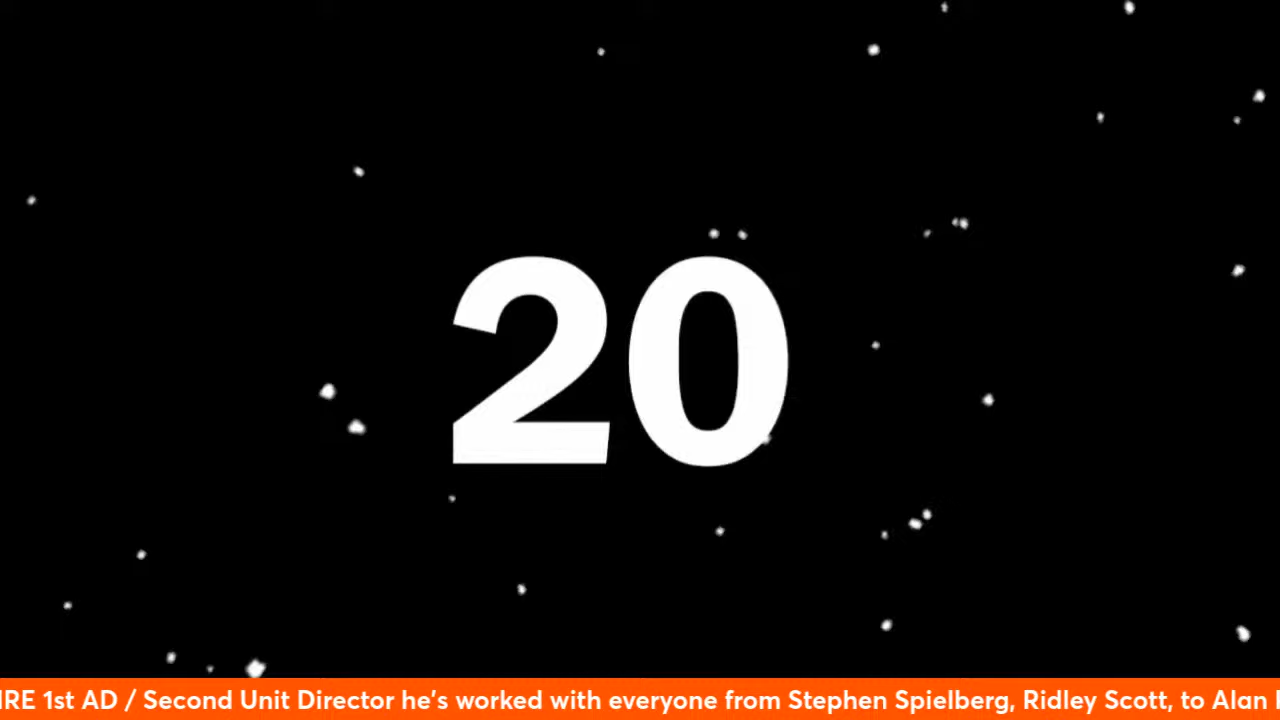 20
1st AD / Second Unit Director he's worked with everyone from Stephen Spielberg, Ridley Scott, to Alan